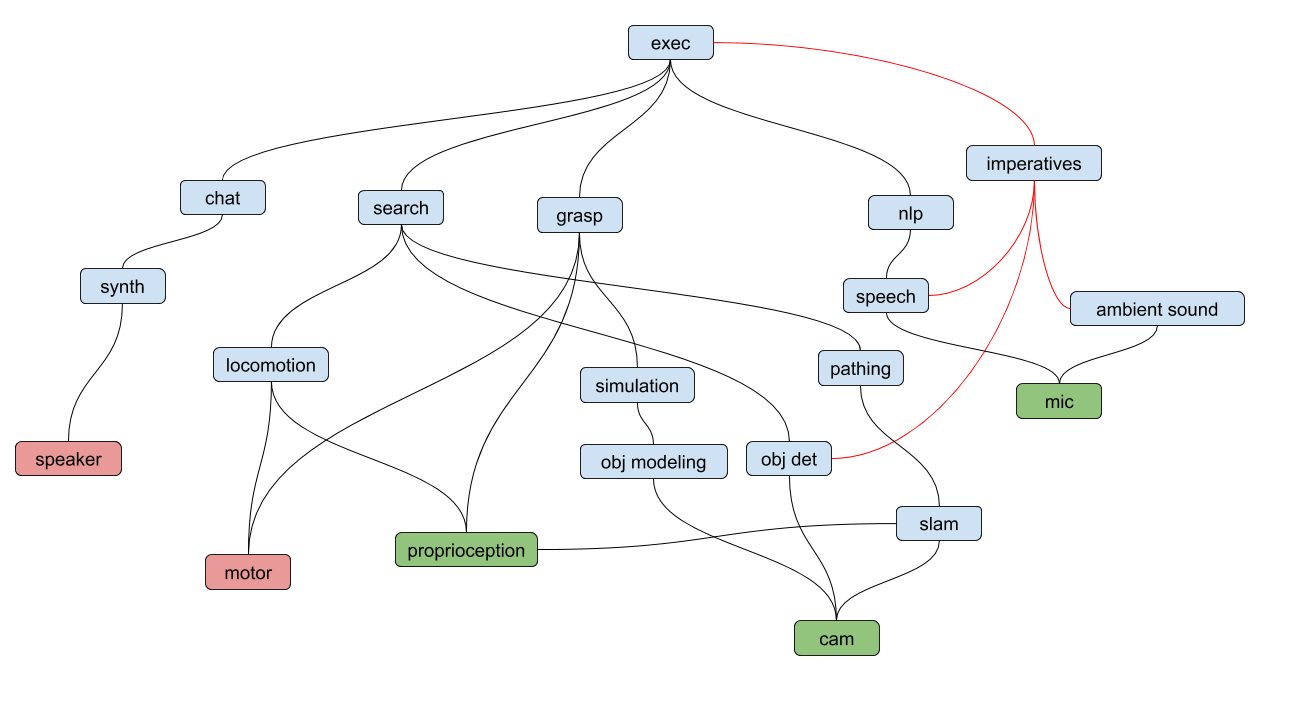 exec
imperatives
chat
search
grasp
nlp
synth
speech
ambient sound
locomotion
simulation
pathing
mic
speaker
obj modeling
obj det
slam
proprioception
motor
cam